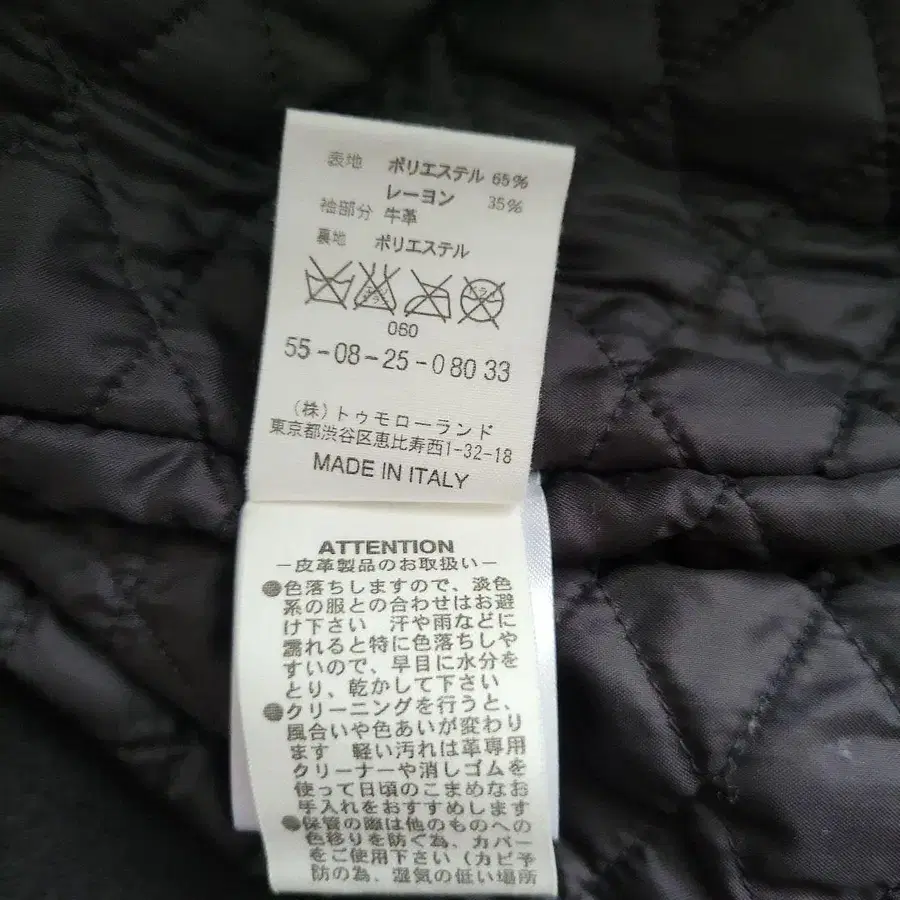 表地 ポリエステル 65%
レーヨン 35%
袖部分 牛革
裏地 ポリエステル
060
55-08-25-08033
(株)トゥモローランド
東京都渋谷区恵比寿西1-32-18
MADE IN ITALY
ATTENTION
-皮革製品のお取扱い-
●色落ちしますので、淡色
系の服との合わせはお避
け下さい 汗や雨などに
濡れると特に色落ちしや
すいので、早目に水分を
とり、乾かして下さい
●クリーニングを行うと、
風合いや色あいが変わり
ます 軽い汚れは革専用
クリーナーや消しゴムを
使って日頃のこまめなお
手入れをおすすめします
●保管の際は他のものへの
色移りを防ぐ為、カバー
をご使用下さい(カビ予
防の為、湿気の低い場所